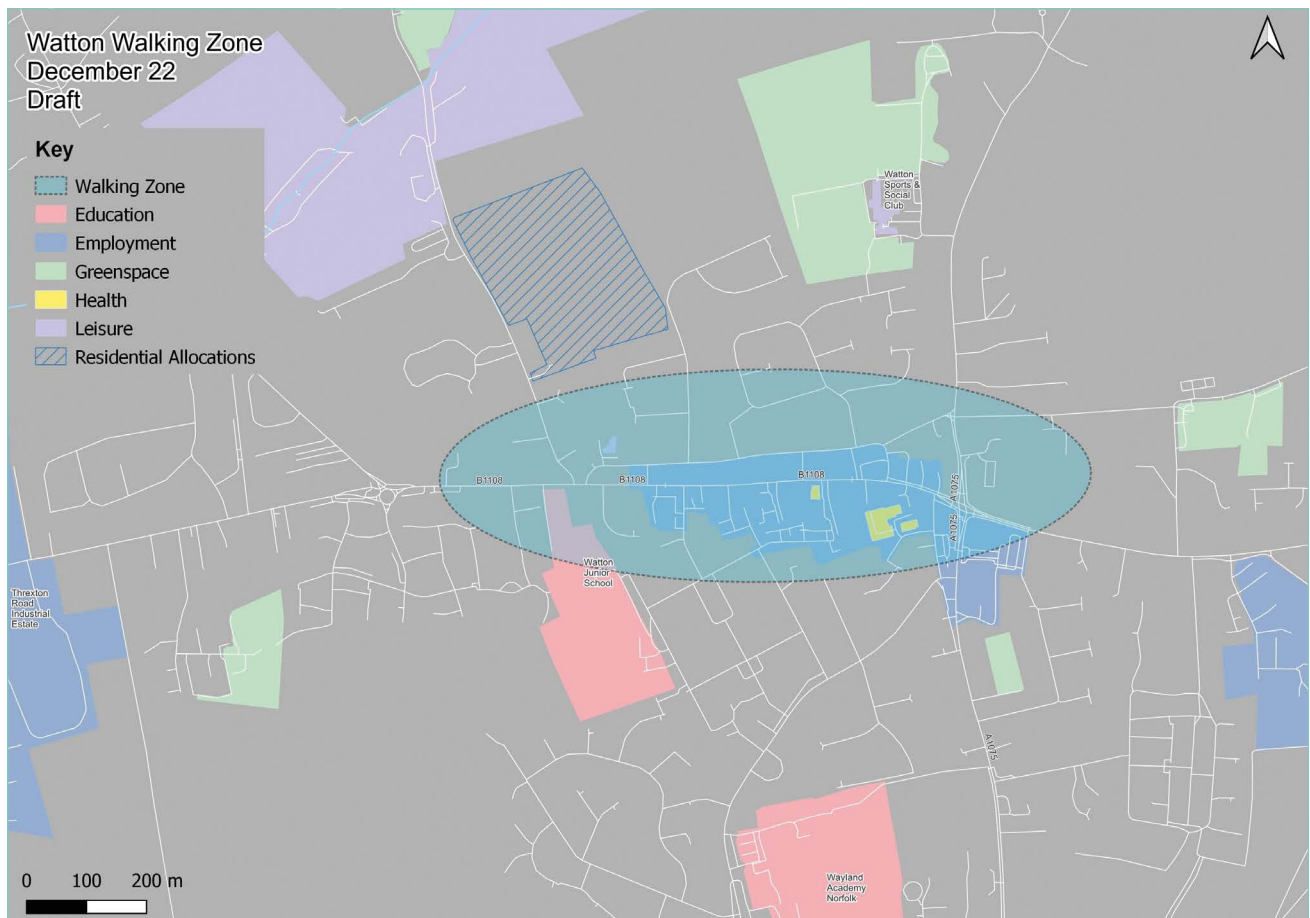 Watton Walking Zone
December 22
Draft
Key
Walking Zone
Education
Employment
Greenspace
Health
Leisure
Residential Allocations
Watton
Sports &
Social
Club
B1108
B1108
B1108
A1075
A1075
Watton
Junior
School
Threxton
Road
Industrial
Estate
A1075
Wayland
Academy
Norfolk
0 100 200 m